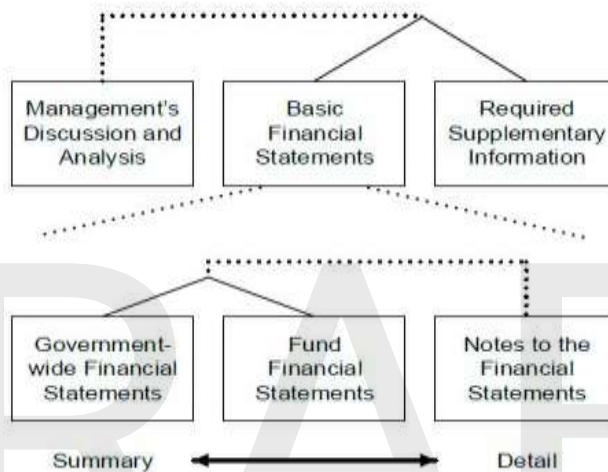 Management's
Discussion and
Analysis
Basic
Financial
Statements
Required
Supplementary
Information
Government-
wide Financial
Statements
Fund
Financial
Statements
Notes to the
Financial
Statements
Summary
Detail